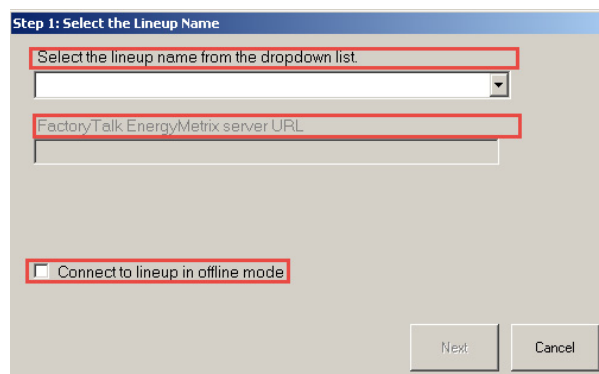 Step 1: Select the Lineup Name
Select the lineup name from the dropdown list.
FactoryTalk EnergyMetrix server URL
Connect to lineup in offline mode
Next Cancel